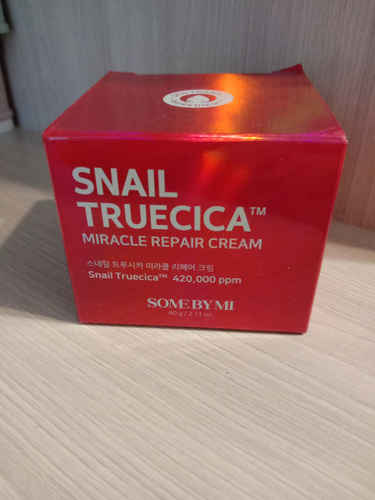 SNAIL
TRUECICA™
MIRACLE REPAIR CREAM
스네일 트루시카 미라클 리페어 크림
Snail Truecica™ 420,000 ppm
SOME BY MI
60g / 2.11 oz.